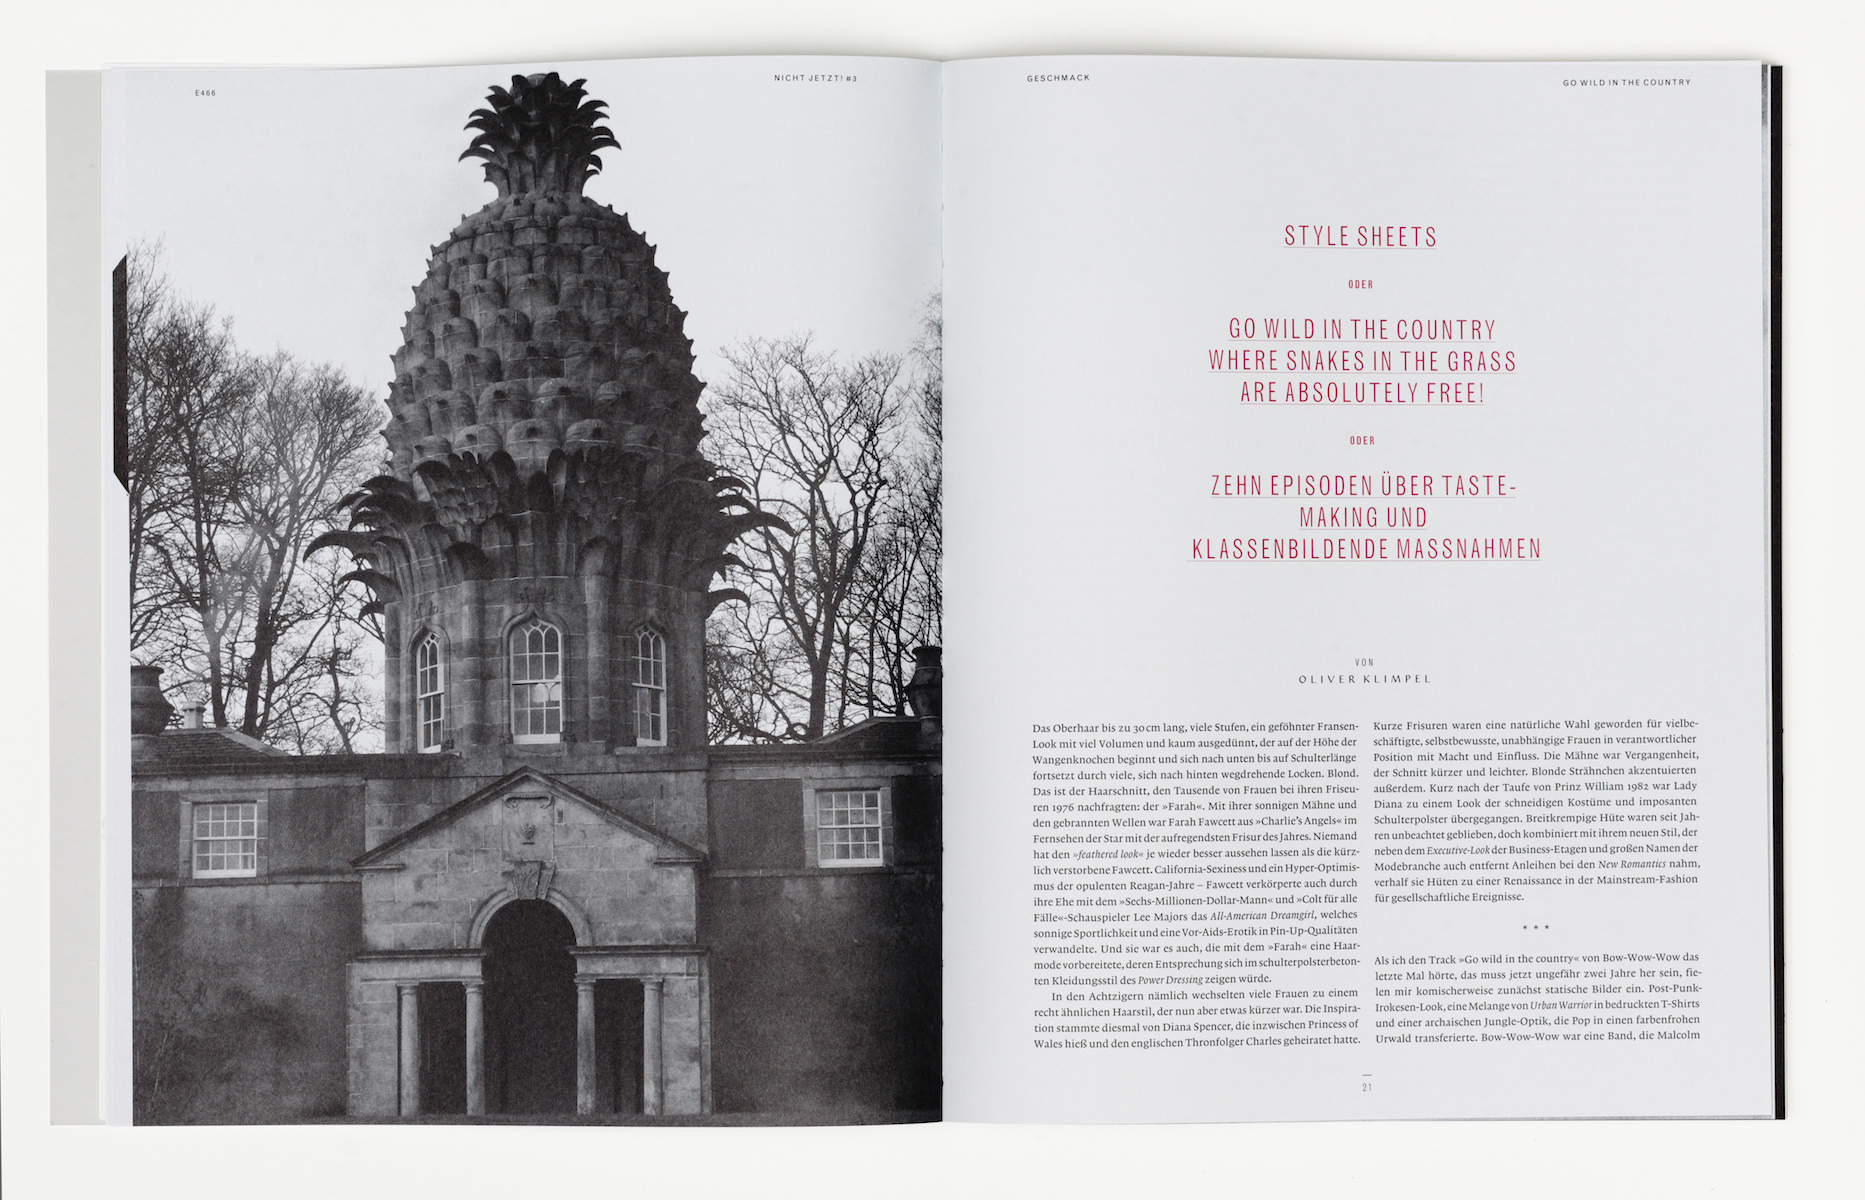 E466
NICHT JETZT! #3
GESCHMACK
GO WILD IN THE COUNTRY
STYLE SHEETS
ODER
GO WILD IN THE COUNTRY
WHERE SNAKES IN THE GRASS
ARE ABSOLUTELY FREE!
ODER
ZEHN EPISODEN ÜBER TASTE-
MAKING UND
KLASSENBILDENDE MASSNAHMEN
VON
OLIVER KLIMPEL
Das Oberhaar bis zu 30 cm lang, viele Stufen, ein geföhnter Fransen-
Look mit viel Volumen und kaum ausgedünnt, der auf der Höhe der
Wangenknochen beginnt und sich nach unten bis auf Schulterlänge
fortsetzt durch viele, sich nach hinten wegdrehende Locken. Blond.
Das ist der Haarschnitt, den Tausende von Frauen bei ihren Friseu-
ren 1976 nachfragten: der »Farah«. Mit ihrer sonnigen Mähne und
den gebrannten Wellen war Farah Fawcett aus »Charlie's Angels« im
Fernsehen der Star mit der aufregendsten Frisur des Jahres. Niemand
hat den »feathered look« je wieder besser aussehen lassen als die kürz-
lich verstorbene Fawcett. California-Sexiness und ein Hyper-Optimis-
mus der opulenten Reagan-Jahre – Fawcett verkörperte auch durch
ihre Ehe mit dem »Sechs-Millionen-Dollar-Mann« und »Colt für alle
Fälle«-Schauspieler Lee Majors das All-American Dreamgirl, welches
sonnige Sportlichkeit und eine Vor-Aids-Erotik in Pin-Up-Qualitäten
verwandelte. Und sie war es auch, die mit dem »Farah« eine Haar-
mode vorbereitete, deren Entsprechung sich im schulterpolsterbeton-
ten Kleidungsstil des Power Dressing zeigen würde.
In den Achtzigern nämlich wechselten viele Frauen zu einem
recht ähnlichen Haarstil, der nun aber etwas kürzer war. Die Inspira-
tion stammte diesmal von Diana Spencer, die inzwischen Princess of
Wales hieß und den englischen Thronfolger Charles geheiratet hatte.
Kurze Frisuren waren eine natürliche Wahl geworden für vielbe-
schäftigte, selbstbewusste, unabhängige Frauen in verantwortlicher
Position mit Macht und Einfluss. Die Mähne war Vergangenheit,
der Schnitt kürzer und leichter. Blonde Strähnchen akzentuierten
außerdem. Kurz nach der Taufe von Prinz William 1982 war Lady
Diana zu einem Look der schneidigen Kostüme und imposanten
Schulterpolster übergegangen. Breitkrempige Hüte waren seit Jah-
ren unbeachtet geblieben, doch kombiniert mit ihrem neuen Stil, der
neben dem Executive-Look der Business-Etagen und großen Namen der
Modebranche auch entfernt Anleihen bei den New Romantics nahm,
verhalf sie Hüten zu einer Renaissance in der Mainstream-Fashion
für gesellschaftliche Ereignisse.
* * *
Als ich den Track »Go wild in the country« von Bow-Wow-Wow das
letzte Mal hörte, das muss jetzt ungefähr zwei Jahre her sein, fie-
len mir komischerweise zunächst statische Bilder ein. Post-Punk-
Irokesen-Look, eine Melange von Urban Warrior in bedruckten T-Shirts
und einer archaischen Jungle-Optik, die Pop in einen farbenfrohen
Urwald transferierte. Bow-Wow-Wow war eine Band, die Malcolm
21